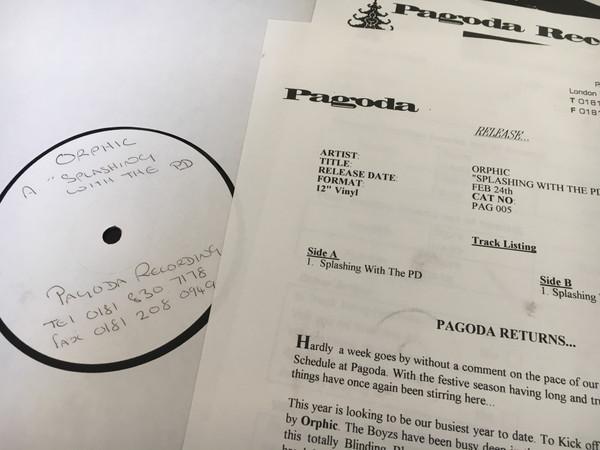 ORPHIC
A "SPLASHING
WITH THE PD
PAGODA RECORDING
TEL 0181 830 7178
fax 0181 208 0949
Pagoda Rec
London
T 0181
F 0181
Pagoda
RELEASE...
ARTIST: ORPHIC
TITLE: "SPLASHING WITH THE PD
RELEASE DATE: FEB 24th
FORMAT: CAT NO:
12" Vinyl PAG 005
Track Listing
Side A
1. Splashing With The PD
Side B
1. Splashing
PAGODA RETURNS...
Hardly a week goes by without a comment on the pace of our
Schedule at Pagoda. With the festive season having long and
things have once again been stirring here...
This year is looking to be our busiest year to date. To Kick off
by Orphic. The Boyzs have been busy deep in
this totally Blinding